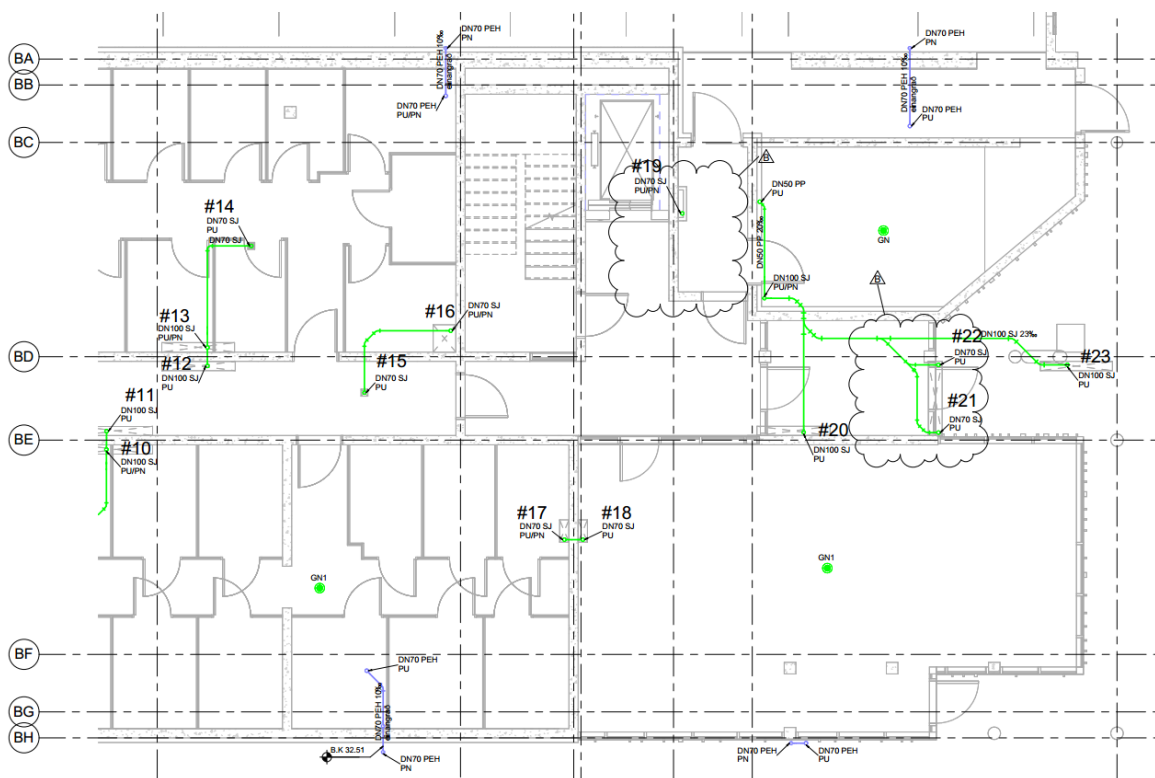 DN70 PEH
PN
DN70 PEH 10‰
einangrað
DN70 PEH
PU/PN
DN70 PEH
PN
DN70 PEH 10‰
einangrað
DN70 PEH
PU
BA
BB
BC
B
#19
DN70 SJ
PU/PN
DN50 PP
PU
DN50 PP 20‰
GN
#14
DN70 SJ
PU
DN70 SJ
DN100 SJ
PU/PN
B
#13
DN100 SJ
PU/PN
#16
DN70 SJ
PU/PN
#22
DN100 SJ 23‰
DN70 SJ
PU
#23
DN100 SJ
PU
BD
#12
DN100 SJ
PU
#15
DN70 SJ
PU
#11
DN100 SJ
PU
#21
DN70 SJ
PU
#20
DN100 SJ
PU
BE
#10
DN100 SJ
PU/PN
#17
DN70 SJ
PU/PN
#18
DN70 SJ
PU
GN1
GN1
BF
DN70 PEH
PU
DN70 PEH 10‰
einangrað
BG
BH
B.K 32.51
DN70 PEH
PN
DN70 PEH
PN
DN70 PEH
PU